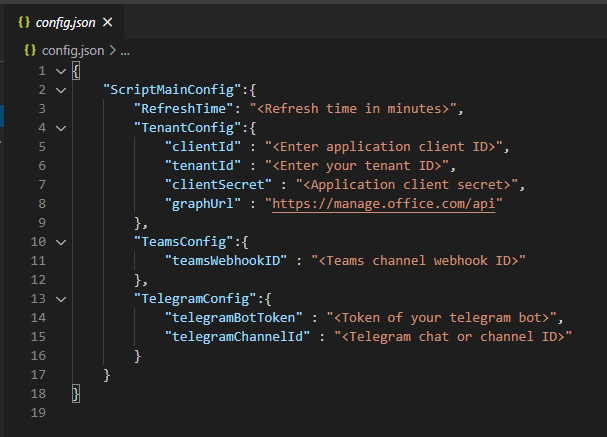 {} config.json ×
{} config.json > ...
1 {
2 "ScriptMainConfig":{
3 "RefreshTime": "<Refresh time in minutes>",
4 "TenantConfig":{
5 "clientId" : "<Enter application client ID>",
6 "tenantId" : "<Enter your tenant ID>",
7 "clientSecret" : "<Application client secret>",
8 "graphUrl" : "https://manage.office.com/api"
9 },
10 "TeamsConfig":{
11 "teamsWebhookID" : "<Teams channel webhook ID>"
12 },
13 "TelegramConfig":{
14 "telegramBotToken" : "<Token of your telegram bot>",
15 "telegramChannelId" : "<Telegram chat or channel ID>"
16 }
17 }
18 }
19